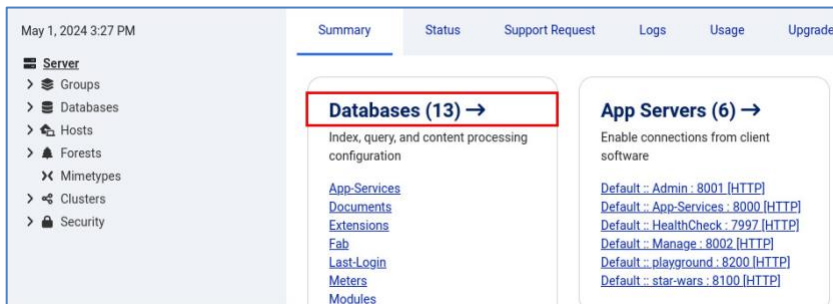 May 1, 2024 3:27 PM
Server
Groups
Databases
Hosts
Forests
Mimetypes
Clusters
Security
Summary Status Support Request Logs Usage Upgrade
Databases (13) →
Index, query, and content processing
configuration
App-Services
Documents
Extensions
Fab
Last-Login
Meters
Modules
App Servers (6) →
Enable connections from client
software
Default :: Admin : 8001 [HTTP]
Default :: App-Services : 8000 [HTTP]
Default :: HealthCheck : 7997 [HTTP]
Default :: Manage : 8002 [HTTP]
Default :: playground : 8200 [HTTP]
Default :: star-wars : 8100 [HTTP]